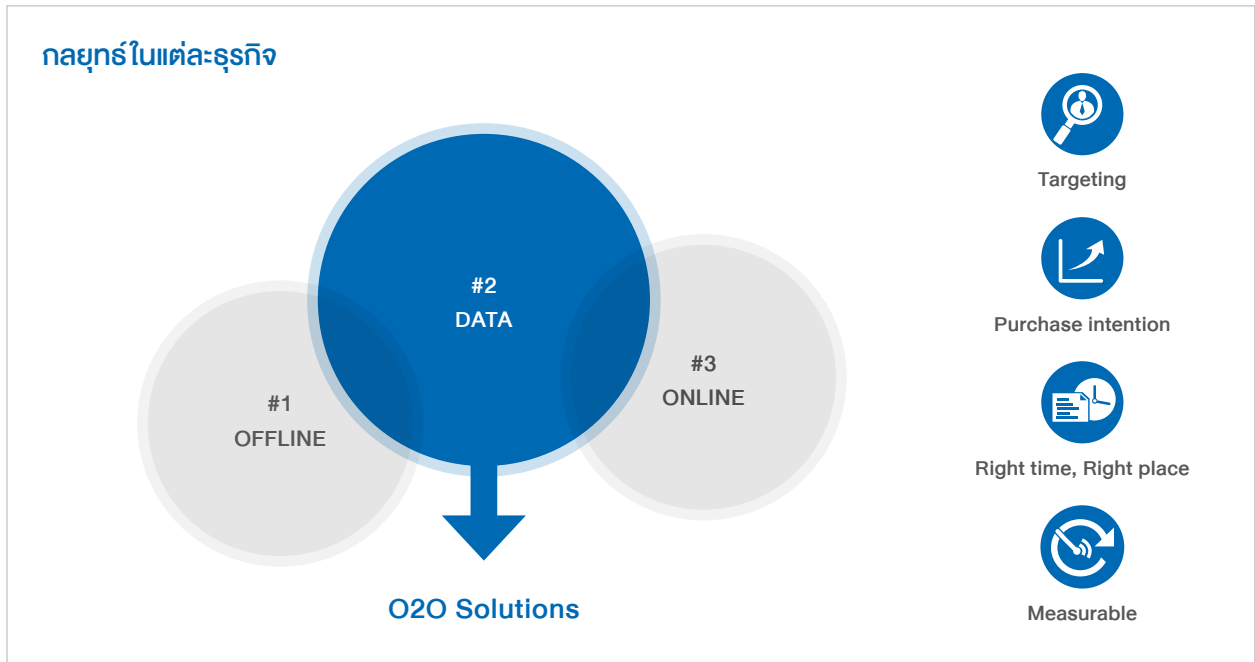 กลยุทธ์ในแต่ละธุรกิจ
#1
OFFLINE
#2
DATA
#3
ONLINE
O2O Solutions
Targeting
Purchase intention
Right time, Right place
Measurable